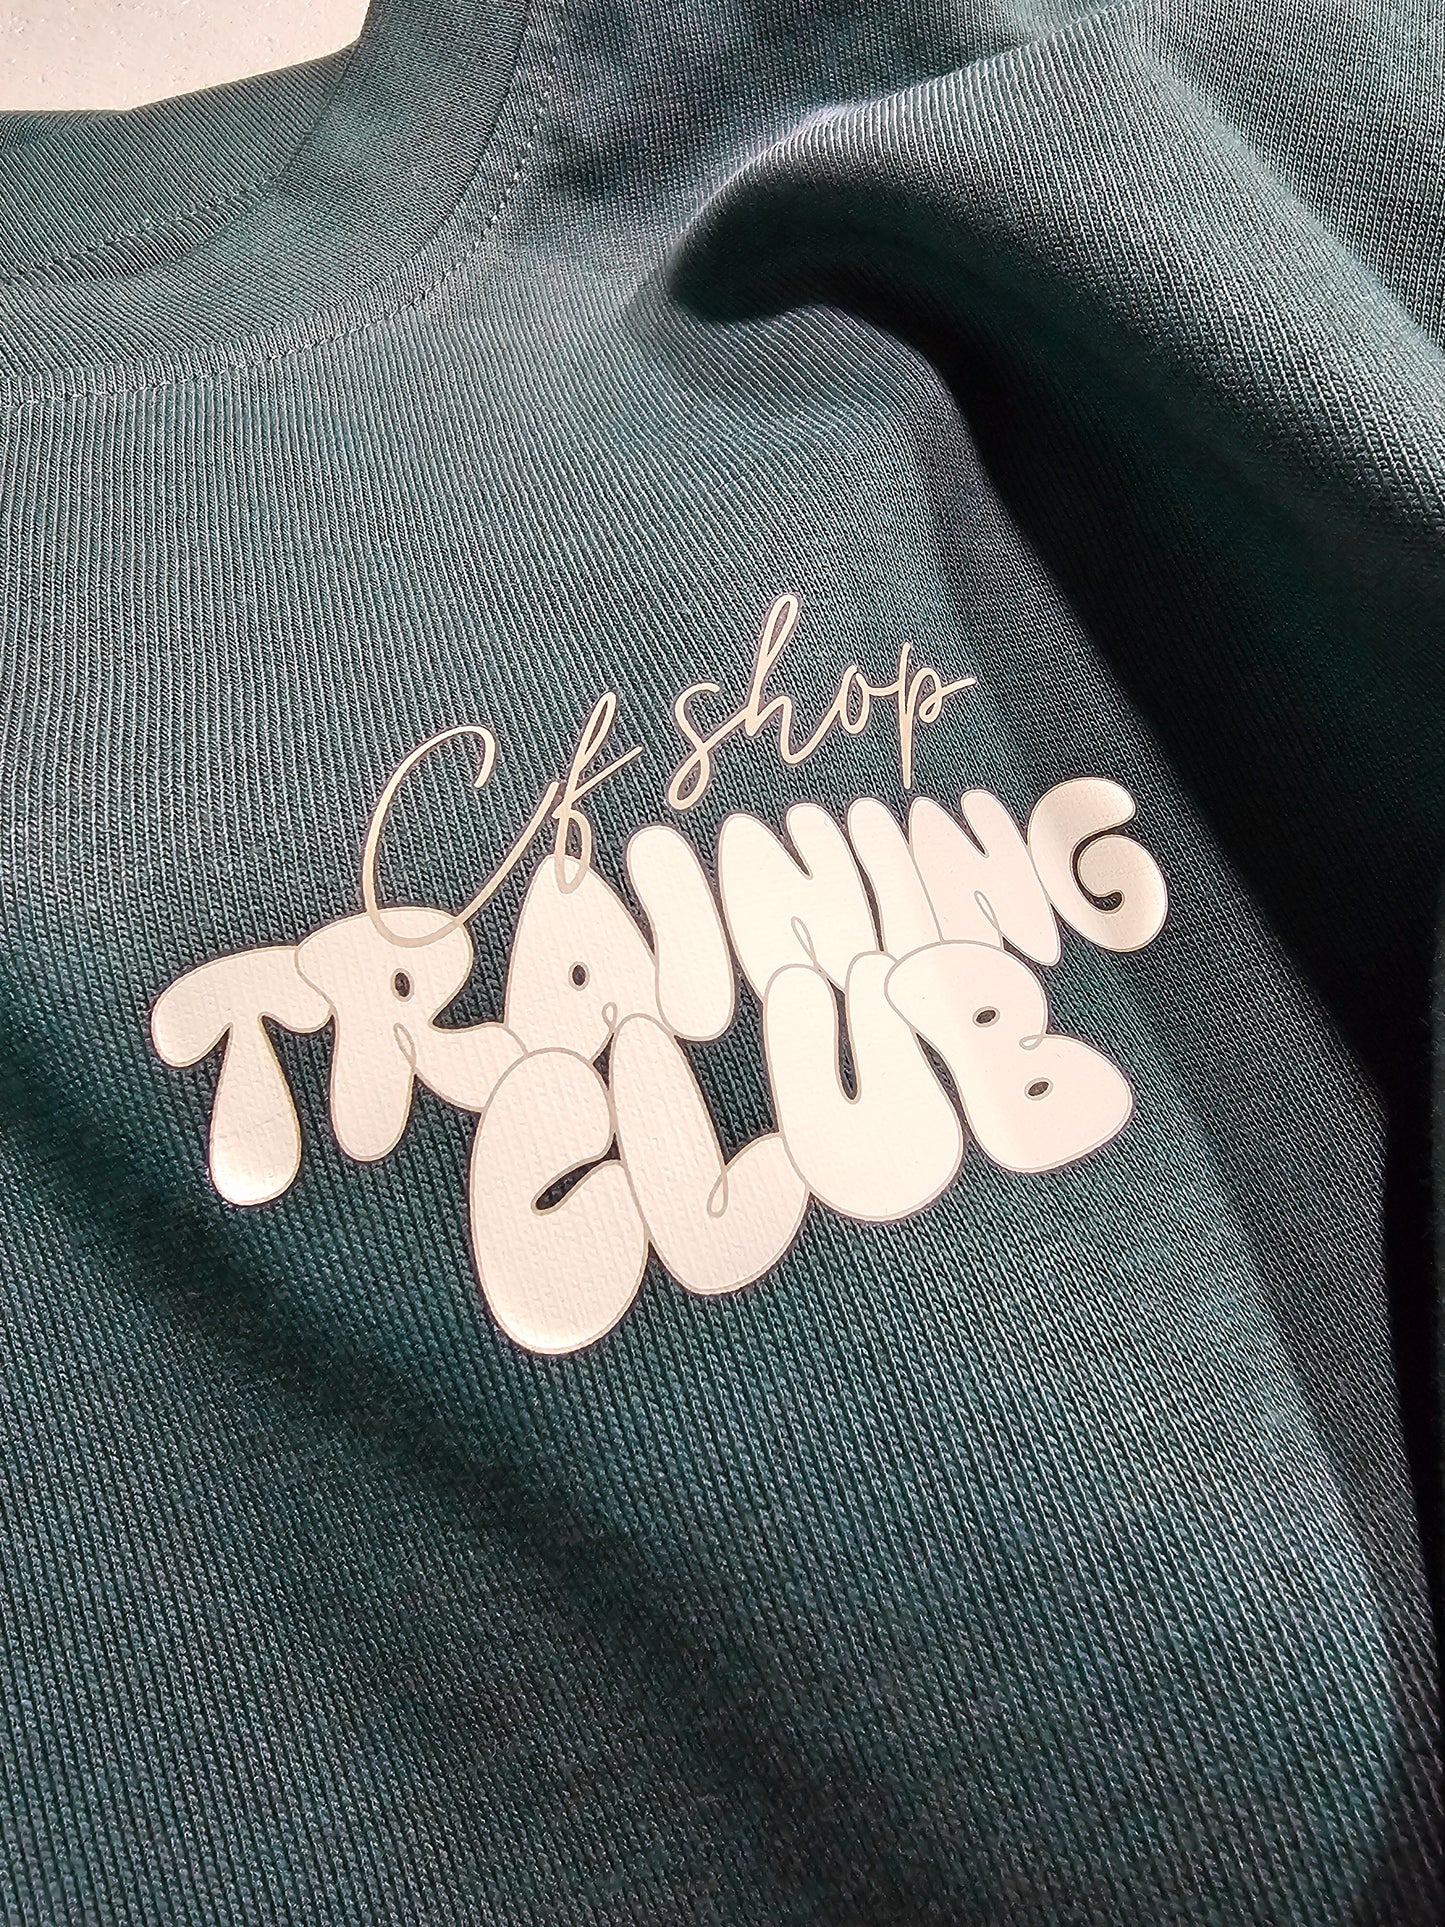 Cf shop
TRAINING
CLUB